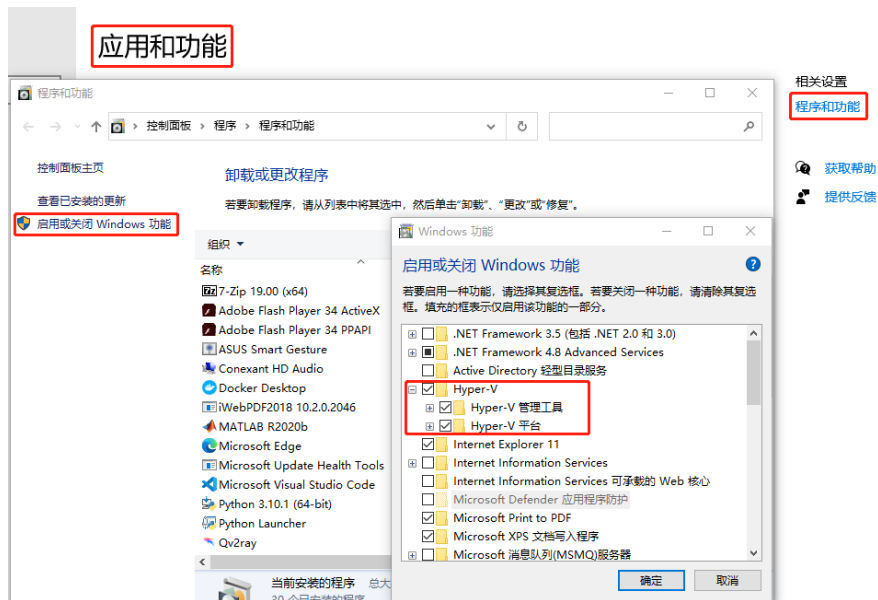 应用和功能
相关设置
程序和功能
获取帮助
提供反馈
程序和功能
控制面板 › 程序 › 程序和功能
控制面板主页
查看已安装的更新
启用或关闭 Windows 功能
卸载或更改程序
若要卸载程序，请从列表中将其选中，然后单击“卸载”、“更改”或“修复”。
组织
名称
7-Zip 19.00 (x64)
Adobe Flash Player 34 ActiveX
Adobe Flash Player 34 PPAPI
ASUS Smart Gesture
Conexant HD Audio
Docker Desktop
iWebPDF2018 10.2.0.2046
MATLAB R2020b
Microsoft Edge
Microsoft Update Health Tools
Microsoft Visual Studio Code
Python 3.10.1 (64-bit)
Python Launcher
Qv2ray
当前安装的程序 总大
Windows 功能
启用或关闭 Windows 功能
若要启用一种功能，请选择其复选框。若要关闭一种功能，请清除其复选
框。填充的框表示仅启用该功能的一部分。
.NET Framework 3.5 (包括 .NET 2.0 和 3.0)
.NET Framework 4.8 Advanced Services
Active Directory 轻型目录服务
Hyper-V
Hyper-V 管理工具
Hyper-V 平台
Internet Explorer 11
Internet Information Services
Internet Information Services 可承载的 Web 核心
Microsoft Defender 应用程序防护
Microsoft Print to PDF
Microsoft XPS 文档写入程序
Microsoft 消息队列(MSMQ)服务器
确定
取消